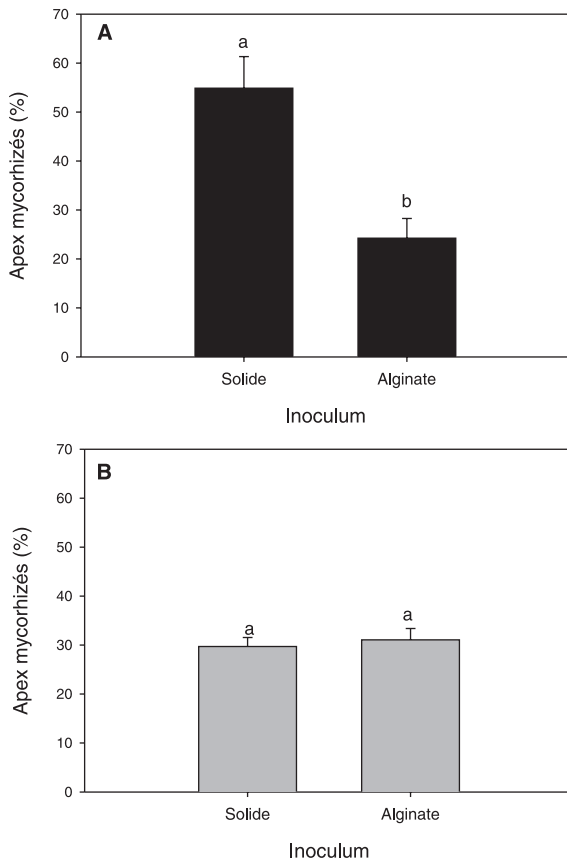 A
Apex mycorhizés (%)
70
60
50
40
30
20
10
0
a
b
Solide
Alginate
Inoculum
B
Apex mycorhizés (%)
70
60
50
40
30
20
10
0
a
a
Solide
Alginate
Inoculum